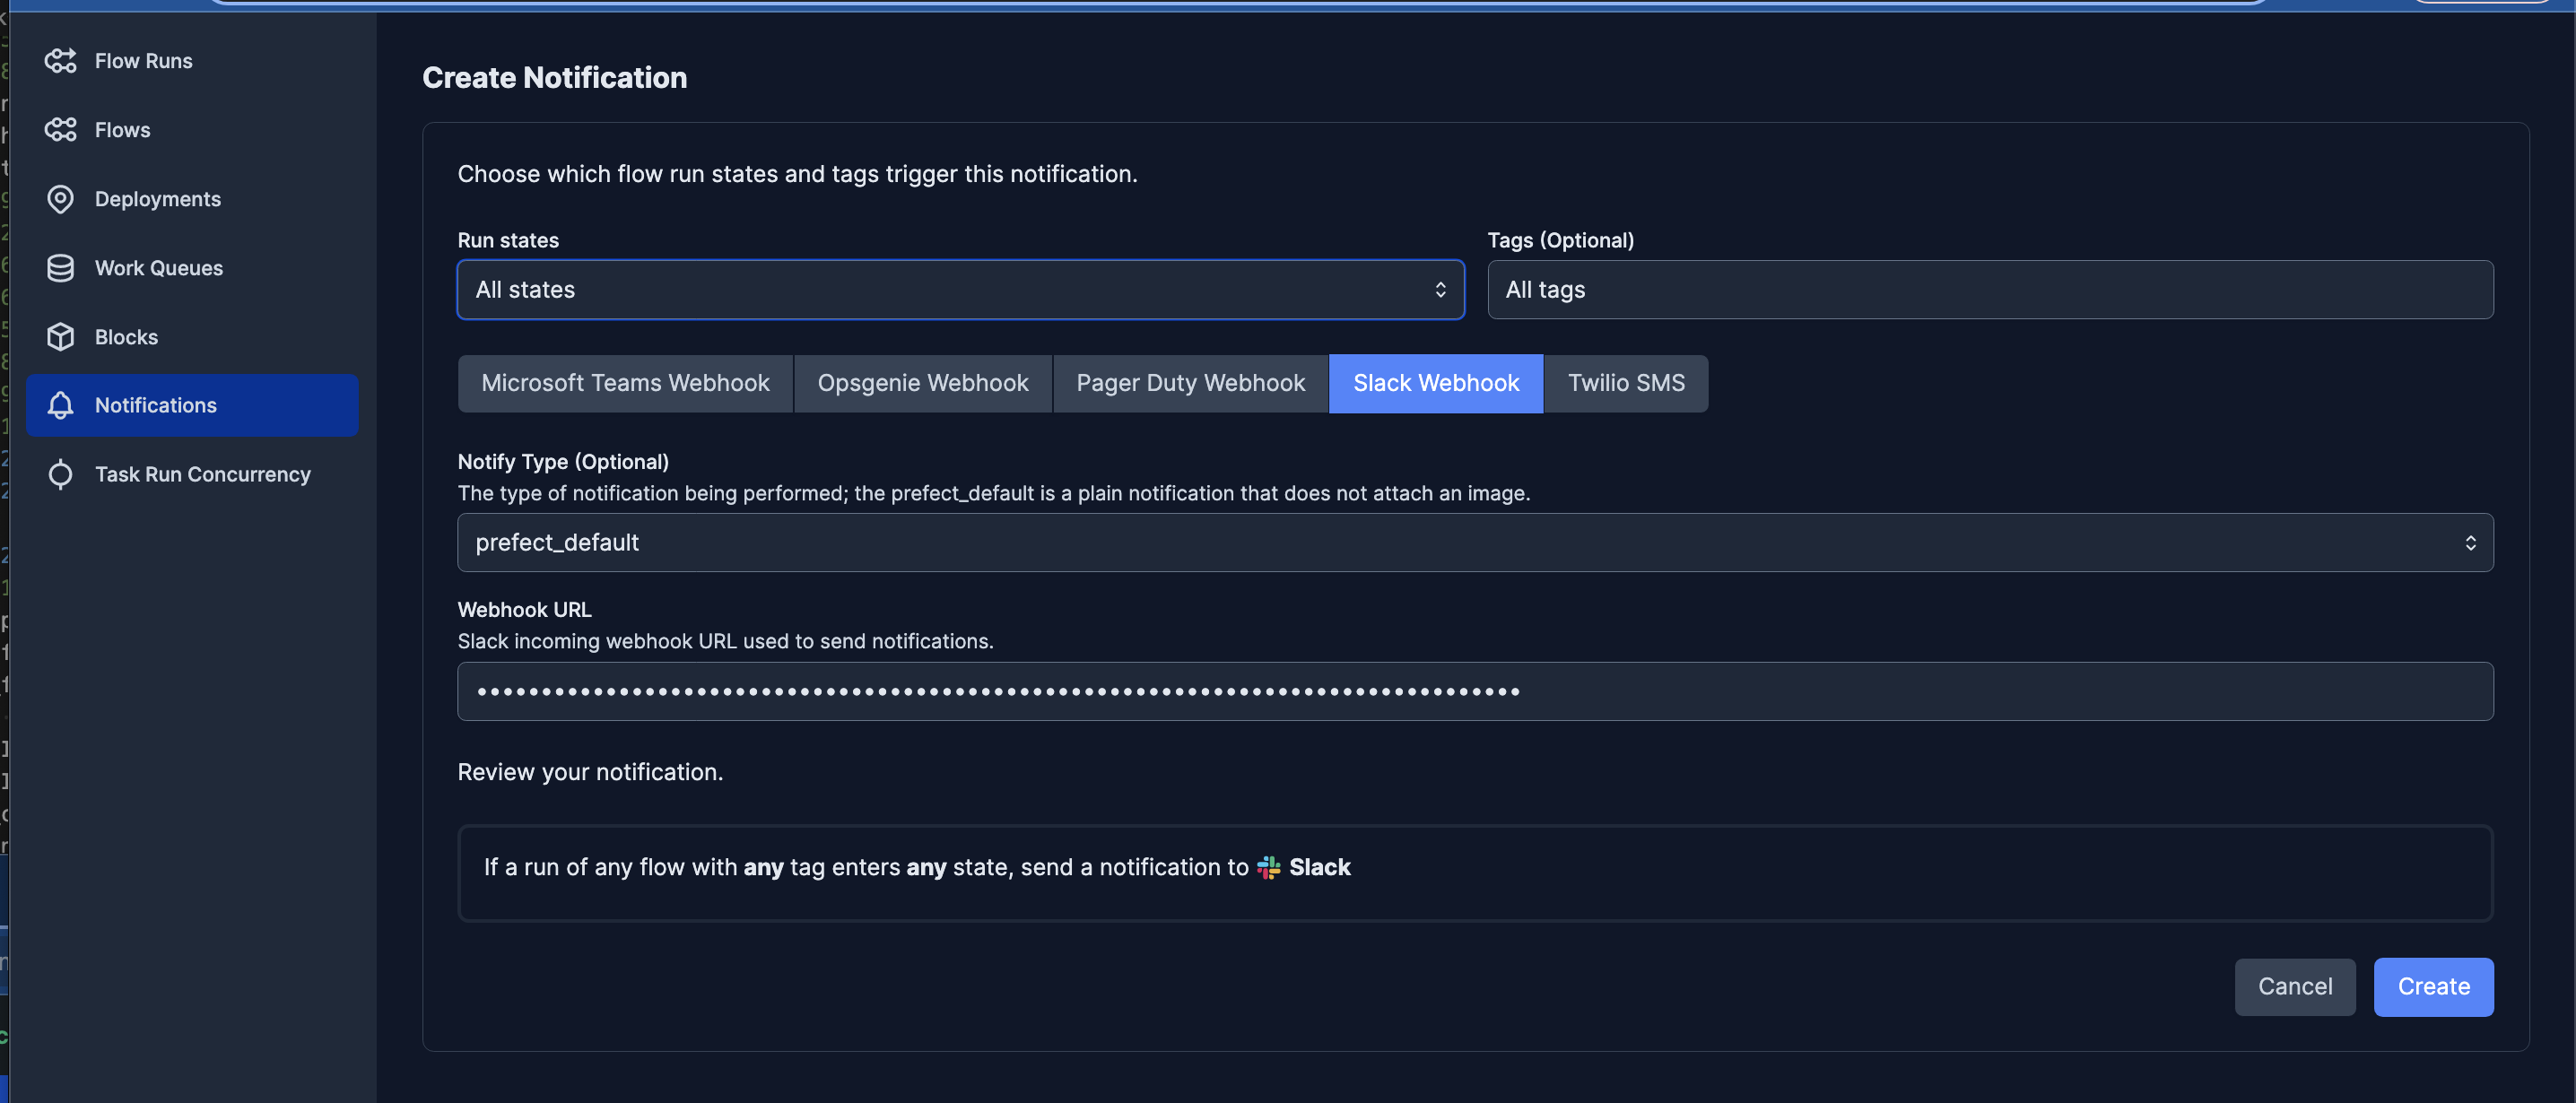 Flow Runs
Flows
Deployments
Work Queues
Blocks
Notifications
Task Run Concurrency
Create Notification
Choose which flow run states and tags trigger this notification.
Run states
All states
Tags (Optional)
All tags
Microsoft Teams Webhook
Opsgenie Webhook
Pager Duty Webhook
Slack Webhook
Twilio SMS
Notify Type (Optional)
The type of notification being performed; the prefect_default is a plain notification that does not attach an image.
prefect_default
Webhook URL
Slack incoming webhook URL used to send notifications.
Review your notification.
If a run of any flow with any tag enters any state, send a notification to Slack
Cancel
Create